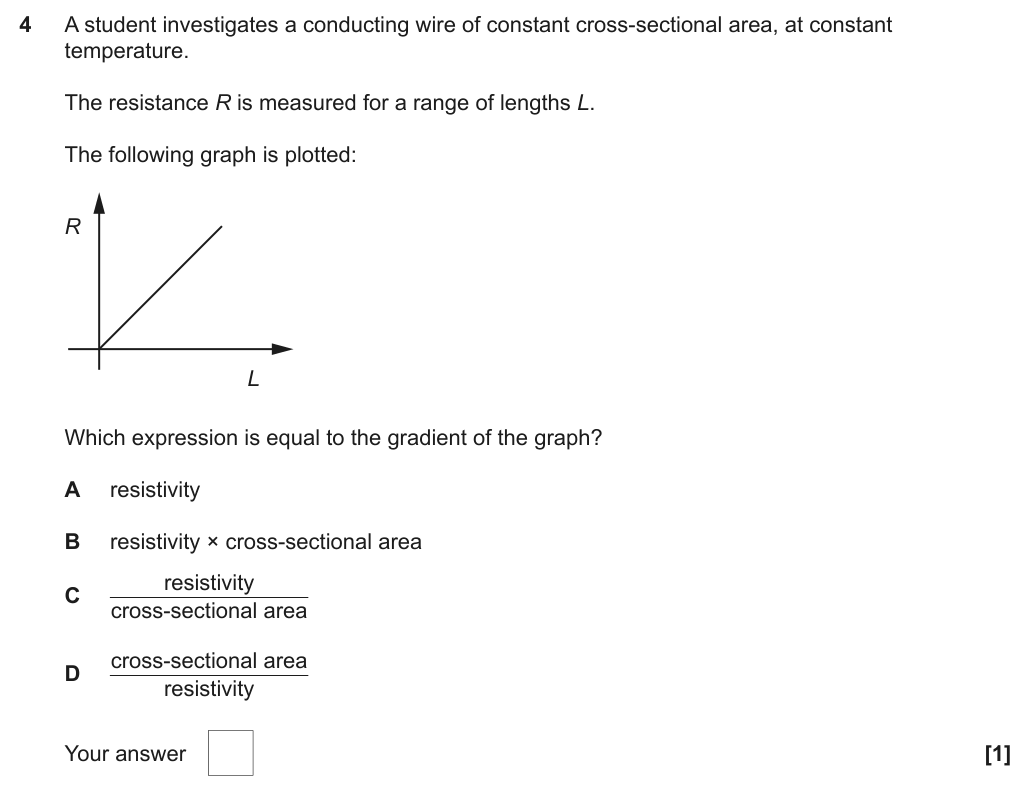 4 A student investigates a conducting wire of constant cross-sectional area, at constant
temperature.
The resistance R is measured for a range of lengths L.
The following graph is plotted:
R
L
Which expression is equal to the gradient of the graph?
A resistivity
B resistivity × cross-sectional area
C resistivity
cross-sectional area
D cross-sectional area
resistivity
Your answer [1]